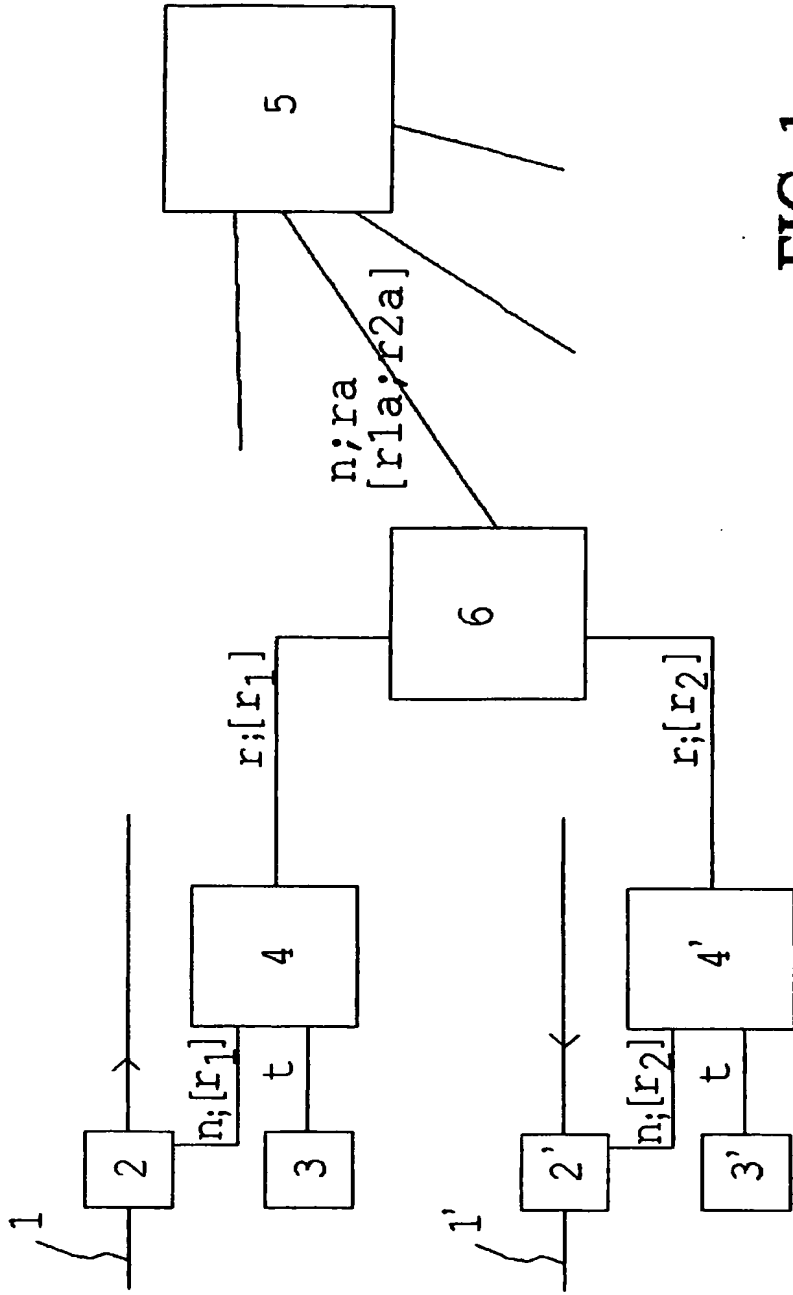 1
2
n;[r1]
3
t
4
r;[r1]
1'
2'
n;[r2]
3'
t
4'
r;[r2]
6
n;ra
[r1a;r2a]
5
FIG. 1